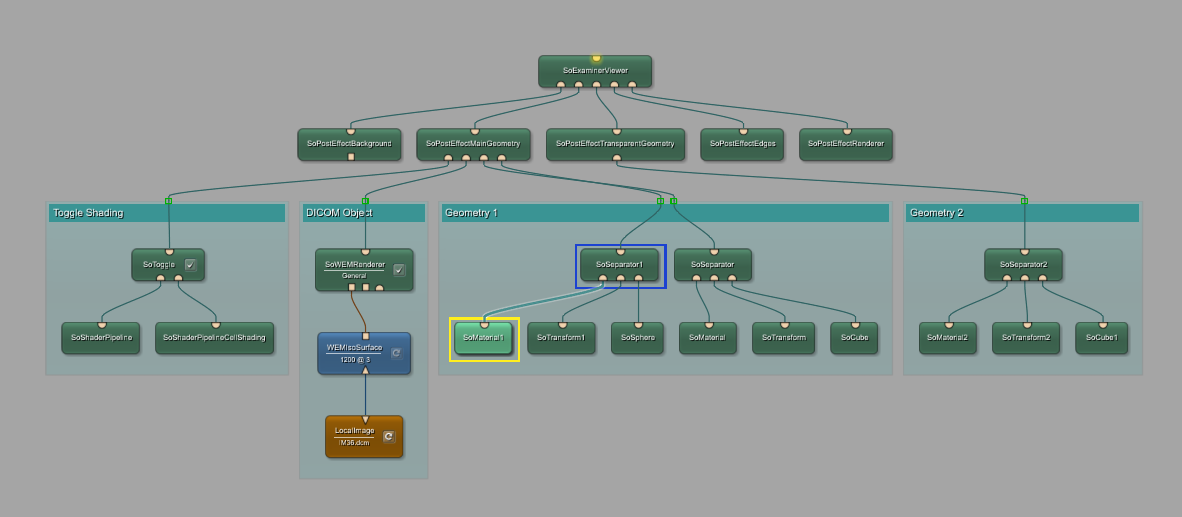 SoExaminerViewer
SoPostEffectBackground
SoPostEffectMainGeometry
SoPostEffectTransparentGeometry
SoPostEffectEdges
SoPostEffectRenderer
Toggle Shading
DICOM Object
Geometry 1
Geometry 2
SoToggle
SoWEMRenderer
General
SoSeparator1
SoSeparator
SoSeparator2
SoShaderPipeline
SoShaderPipelineCellShading
WEMIsoSurface
1200 @ 3
SoMaterial1
SoTransform1
SoSphere
SoMaterial
SoTransform
SoCube
SoMaterial2
SoTransform2
SoCube1
LocalImage
IM36.dcm